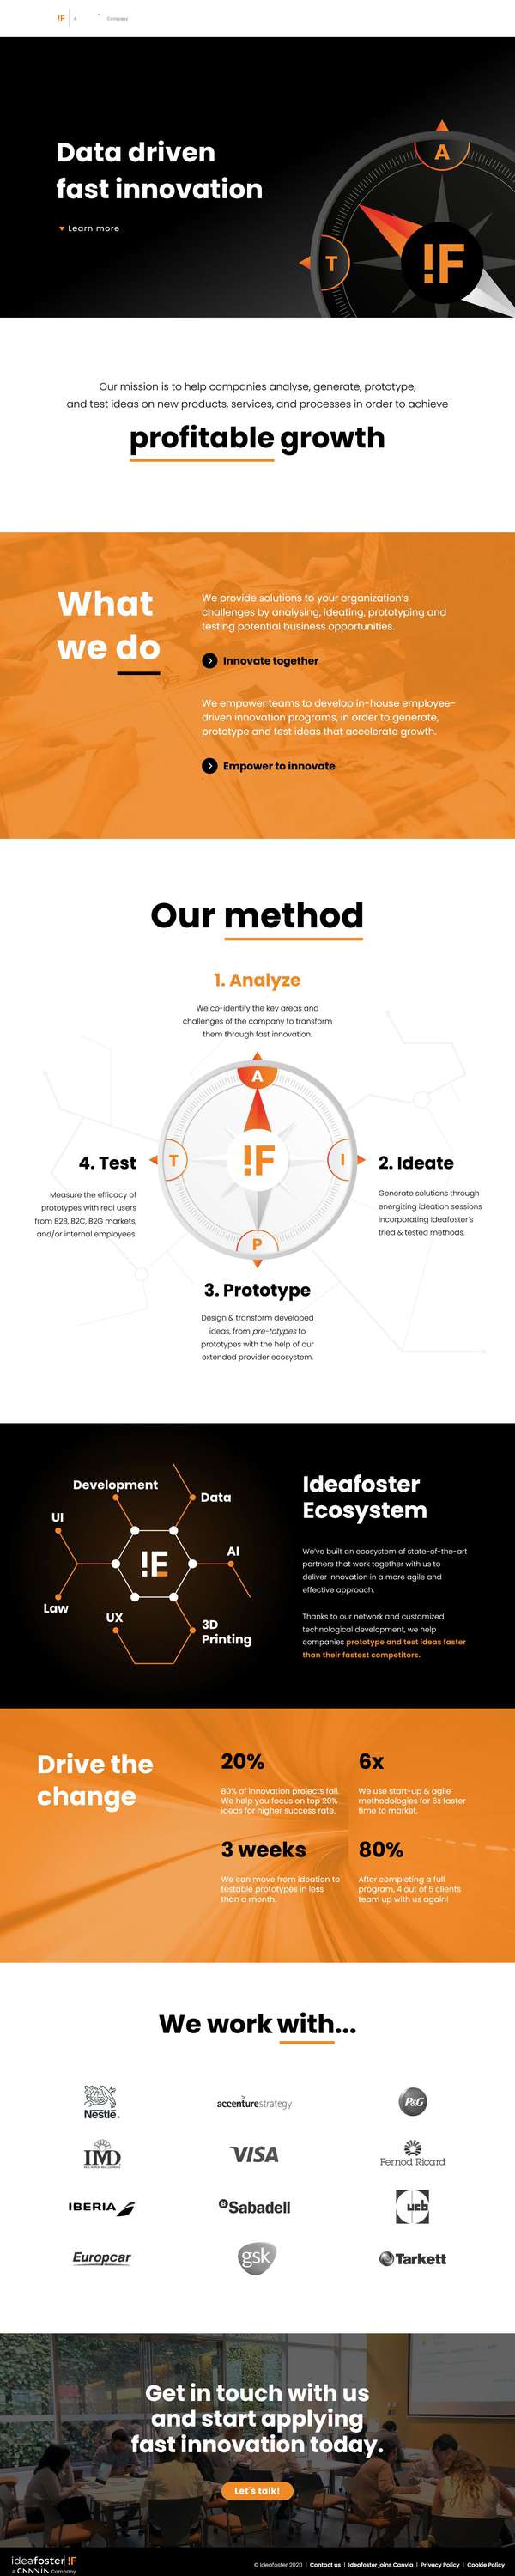 !F A Company
Data driven
fast innovation
Learn more
A
T
!F
Our mission is to help companies analyse, generate, prototype,
and test ideas on new products, services, and processes in order to achieve
profitable growth
What
we do
We provide solutions to your organization's
challenges by analysing, ideating, prototyping and
testing potential business opportunities.
Innovate together
We empower teams to develop in-house employee-
driven innovation programs, in order to generate,
prototype and test ideas that accelerate growth.
Empower to innovate
Our method
1. Analyze
We co-identify the key areas and
challenges of the company to transform
them through fast innovation.
A
T
!F
I
P
4. Test
Measure the efficacy of
prototypes with real users
from B2B, B2C, B2G markets,
and/or internal employees.
2. Ideate
Generate solutions through
energizing ideation sessions
incorporating Ideafoster's
tried & tested methods.
3. Prototype
Design & transform developed
ideas, from pre-totypes to
prototypes with the help of our
extended provider ecosystem.
Development
Data
UI
!F
AI
Law
UX
3D
Printing
Ideafoster
Ecosystem
We've built an ecosystem of state-of-the-art
partners that work together with us to
deliver innovation in a more agile and
effective approach.
Thanks to our network and customized
technological development, we help
companies prototype and test ideas faster
than their fastest competitors.
Drive the
change
20%
80% of innovation projects fail.
We help you focus on top 20%
ideas for higher success rate.
6x
We use start-up & agile
methodologies for 6x faster
time to market.
3 weeks
We can move from ideation to
testable prototypes in less
than a month.
80%
After completing a full
program, 4 out of 5 clients
team up with us again!
We work with...
Nestlé
accenturestrategy
P&G
IMD
VISA
Pernod Ricard
IBERIA
B Sabadell
ucb
Europcar
gsk
Tarkett
Get in touch with us
and start applying
fast innovation today.
Let's talk!
ideafoster !F
A CANVIA Company
© Ideafoster 2023 | Contact us | Ideafoster joins Canvia | Privacy Policy | Cookie Policy